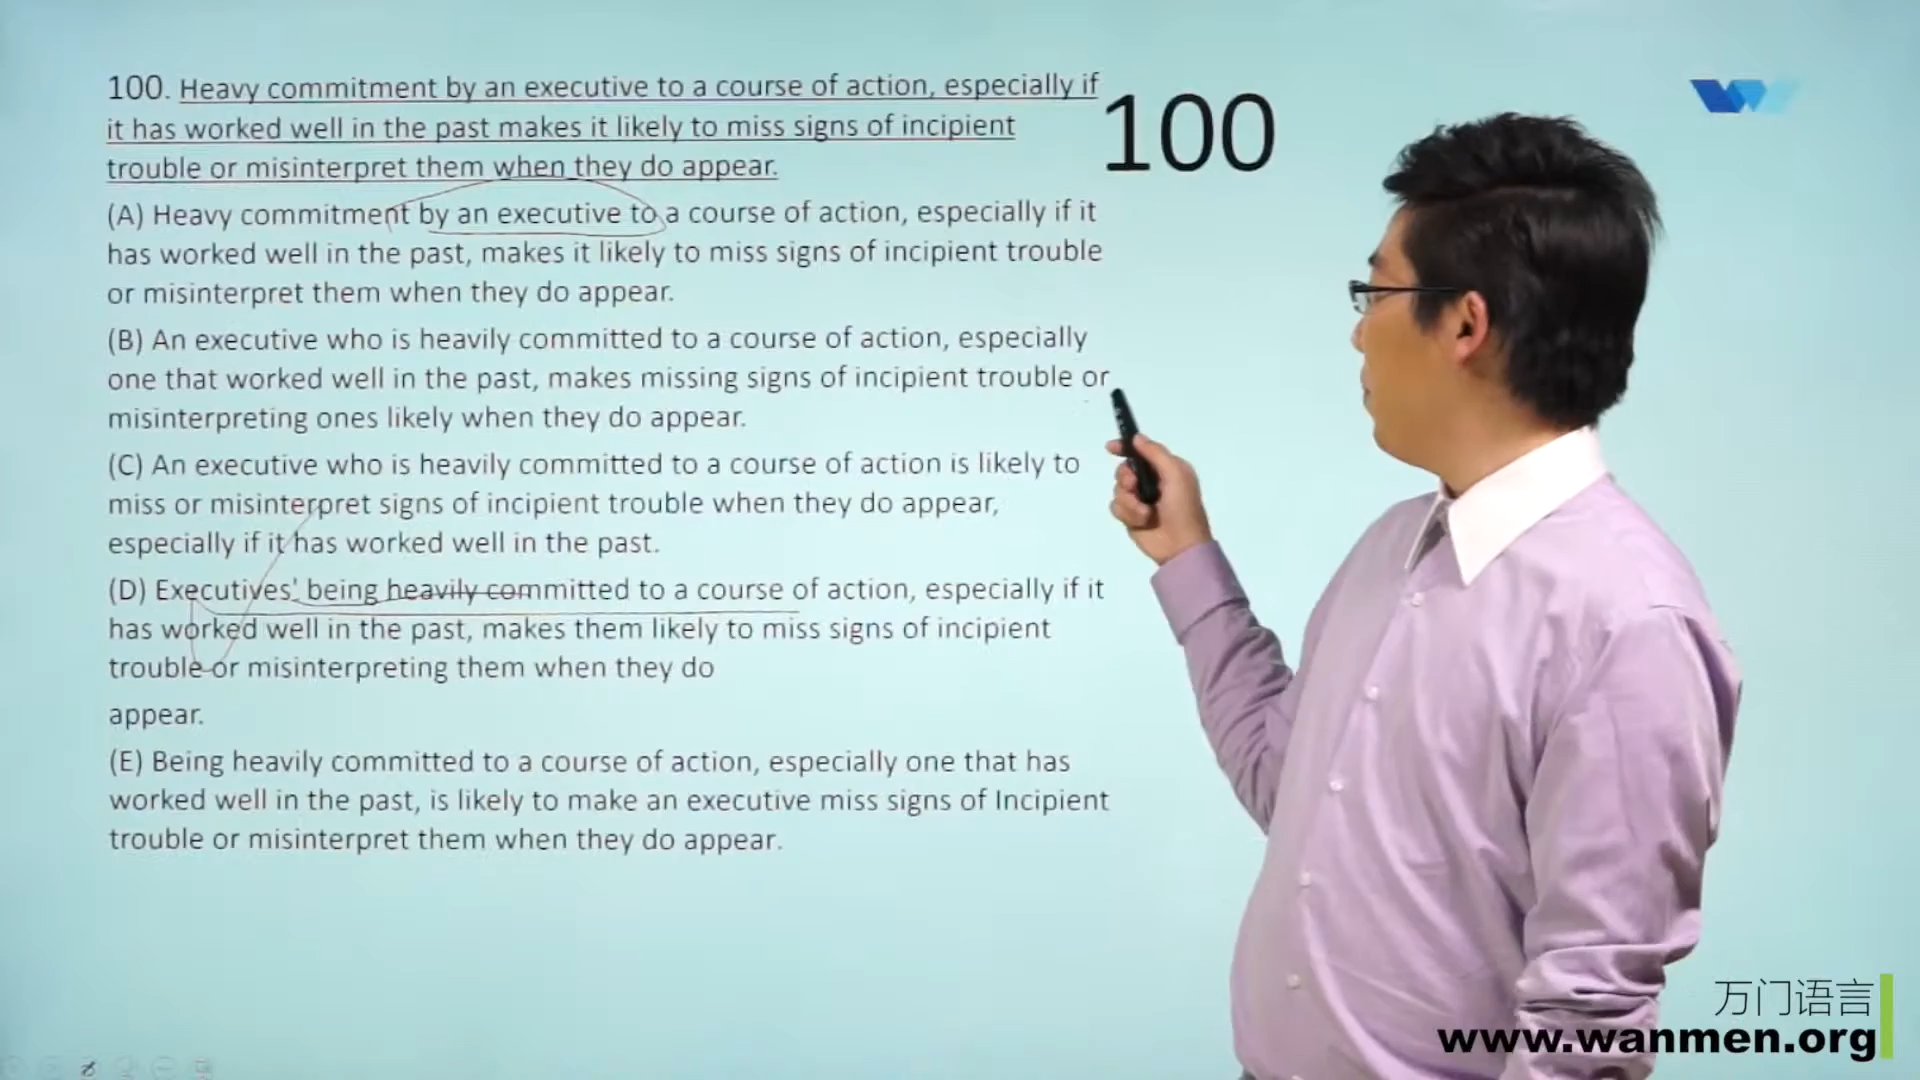 100. Heavy commitment by an executive to a course of action, especially if
it has worked well in the past makes it likely to miss signs of incipient
trouble or misinterpret them when they do appear.
100
(A) Heavy commitment by an executive to a course of action, especially if it
has worked well in the past, makes it likely to miss signs of incipient trouble
or misinterpret them when they do appear.
(B) An executive who is heavily committed to a course of action, especially
one that worked well in the past, makes missing signs of incipient trouble or
misinterpreting ones likely when they do appear.
(C) An executive who is heavily committed to a course of action is likely to
miss or misinterpret signs of incipient trouble when they do appear,
especially if it has worked well in the past.
(D) Executives' being heavily committed to a course of action, especially if it
has worked well in the past, makes them likely to miss signs of incipient
trouble or misinterpreting them when they do
appear.
(E) Being heavily committed to a course of action, especially one that has
worked well in the past, is likely to make an executive miss signs of Incipient
trouble or misinterpret them when they do appear.
万门语言
www.wanmen.org